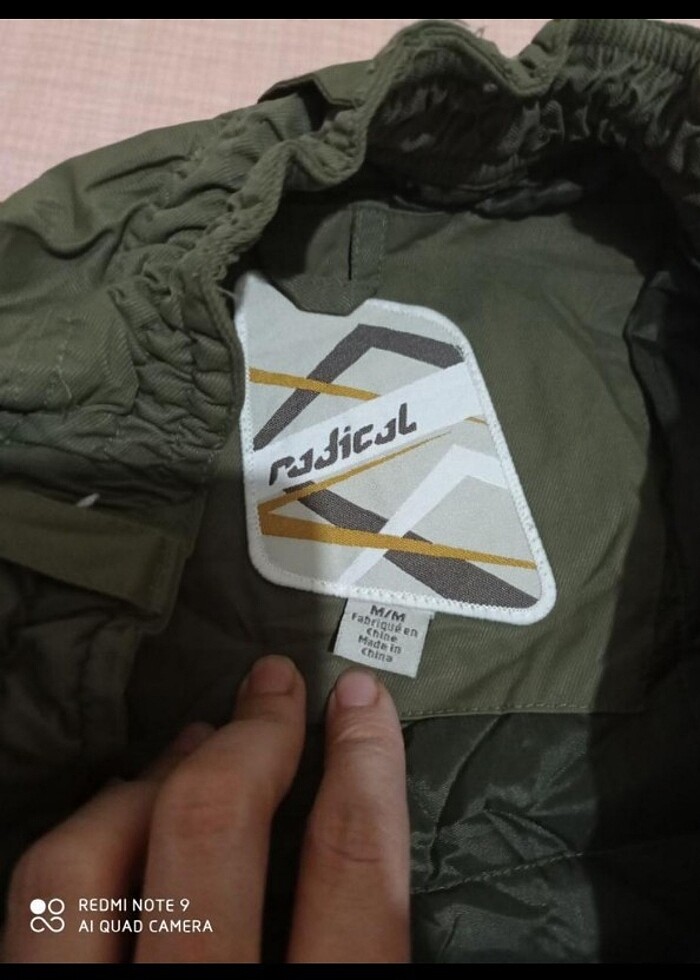 radical
M/M
Fabriqué en
Chine
Made in
China
REDMI NOTE 9
AI QUAD CAMERA